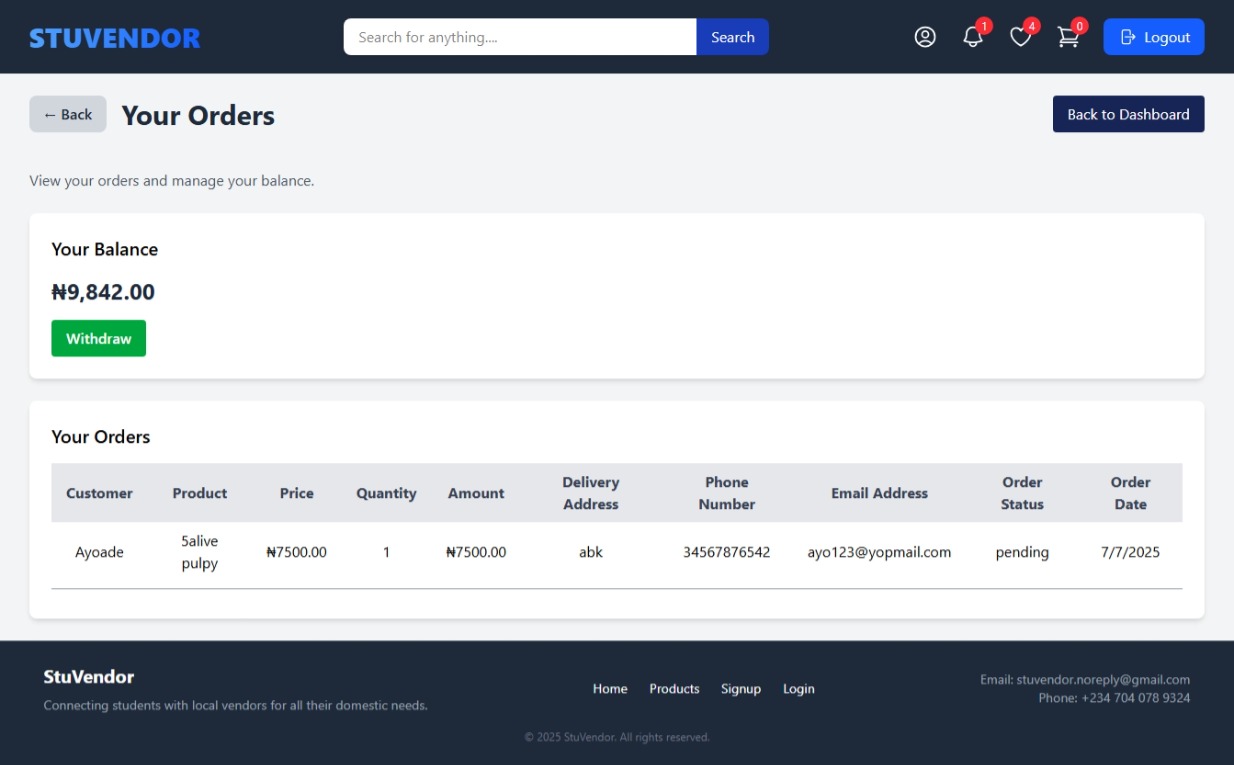 STUVENDOR
Search for anything....
Search
1
4
0
Logout
← Back
Your Orders
Back to Dashboard
View your orders and manage your balance.
Your Balance
₦9,842.00
Withdraw
Your Orders
Customer Product Price Quantity Amount Delivery Address Phone Number Email Address Order Status Order Date
Ayoade 5alive pulpy ₦7500.00 1 ₦7500.00 abk 34567876542 ayo123@yopmail.com pending 7/7/2025
StuVendor
Connecting students with local vendors for all their domestic needs.
Home Products Signup Login
Email: stuvendor.noreply@gmail.com
Phone: +234 704 078 9324
© 2025 StuVendor. All rights reserved.